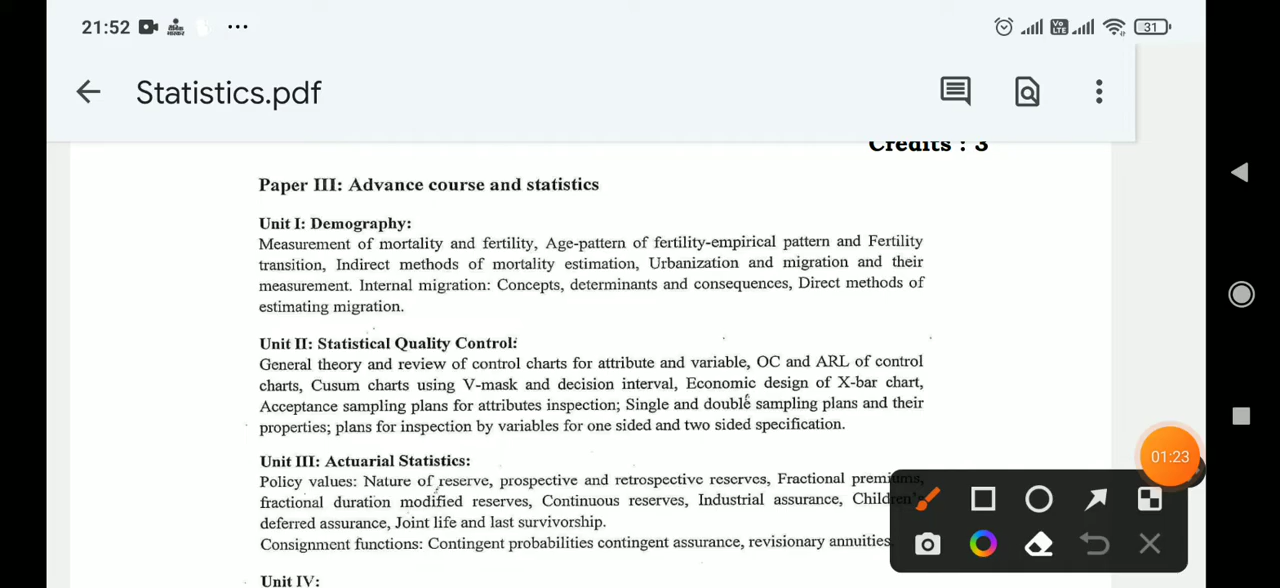 21:52
31
Statistics.pdf
Credits : 3
Paper III: Advance course and statistics
Unit I: Demography:
Measurement of mortality and fertility, Age-pattern of fertility-empirical pattern and Fertility
transition, Indirect methods of mortality estimation, Urbanization and migration and their
measurement. Internal migration: Concepts, determinants and consequences, Direct methods of
estimating migration.
Unit II: Statistical Quality Control:
General theory and review of control charts for attribute and variable, OC and ARL of control
charts, Cusum charts using V-mask and decision interval, Economic design of X-bar chart,
Acceptance sampling plans for attributes inspection; Single and double sampling plans and their
properties; plans for inspection by variables for one sided and two sided specification.
Unit III: Actuarial Statistics:
Policy values: Nature of reserve, prospective and retrospective reserves, Fractional premiums,
fractional duration modified reserves, Continuous reserves, Industrial assurance, Children's
deferred assurance, Joint life and last survivorship.
Consignment functions: Contingent probabilities contingent assurance, revisionary annuities.
Unit IV:
01:23